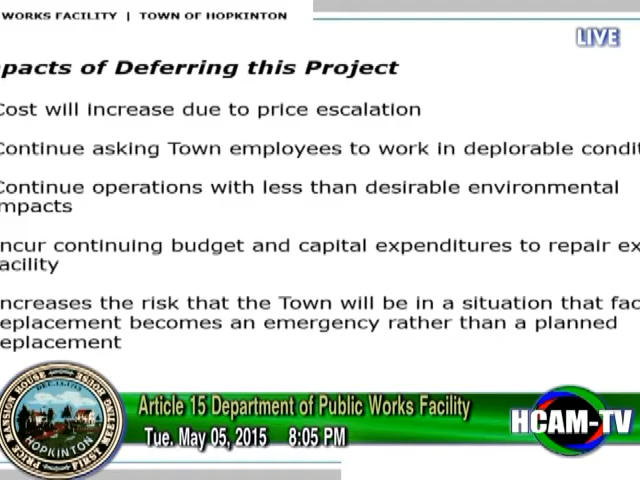 WORKS FACILITY | TOWN OF HOPKINTON
LIVE
pacts of Deferring this Project
Cost will increase due to price escalation
Continue asking Town employees to work in deplorable condit
Continue operations with less than desirable environmental
mpacts
ncur continuing budget and capital expenditures to repair ex
acility
ncreases the risk that the Town will be in a situation that fac
eplacement becomes an emergency rather than a planned
eplacement
Article 15 Department of Public Works Facility
Tue. May 05, 2015 8:05 PM
HCAM-TV
HOPKINTON